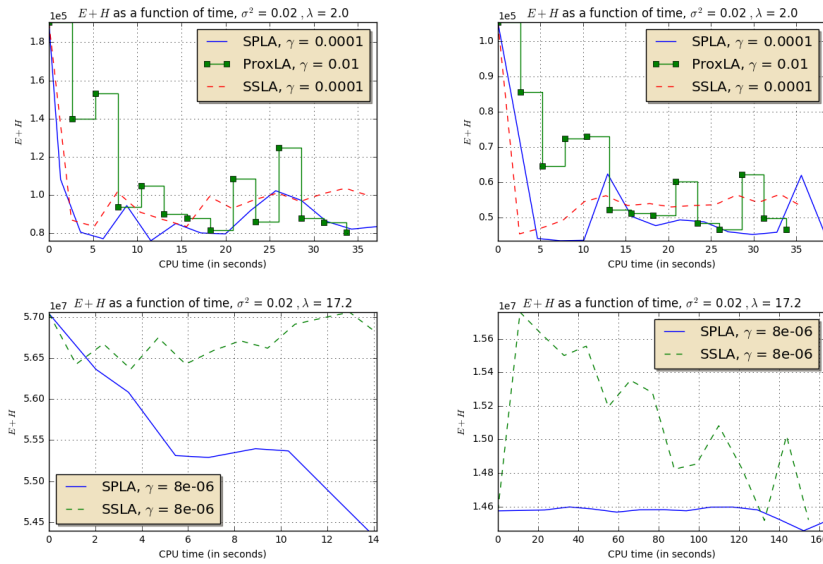 E + H as a function of time, σ² = 0.02 , λ = 2.0
1e5
1.8
1.6
1.4
1.2
1.0
0.8
E + H
0 5 10 15 20 25 30 35
CPU time (in seconds)
SPLA, γ = 0.0001
ProxLA, γ = 0.01
SSLA, γ = 0.0001
E + H as a function of time, σ² = 0.02 , λ = 2.0
1e5
1.0
0.9
0.8
0.7
0.6
0.5
E + H
0 5 10 15 20 25 30 35
CPU time (in seconds)
SPLA, γ = 0.0001
ProxLA, γ = 0.01
SSLA, γ = 0.0001
E + H as a function of time, σ² = 0.02 , λ = 17.2
1e7
5.70
5.65
5.60
5.55
5.50
5.45
5.40
E + H
0 2 4 6 8 10 12 14
CPU time (in seconds)
SPLA, γ = 8e-06
SSLA, γ = 8e-06
E + H as a function of time, σ² = 0.02 , λ = 17.2
1e7
1.56
1.54
1.52
1.50
1.48
1.46
E + H
0 20 40 60 80 100 120 140 160
CPU time (in seconds)
SPLA, γ = 8e-06
SSLA, γ = 8e-06